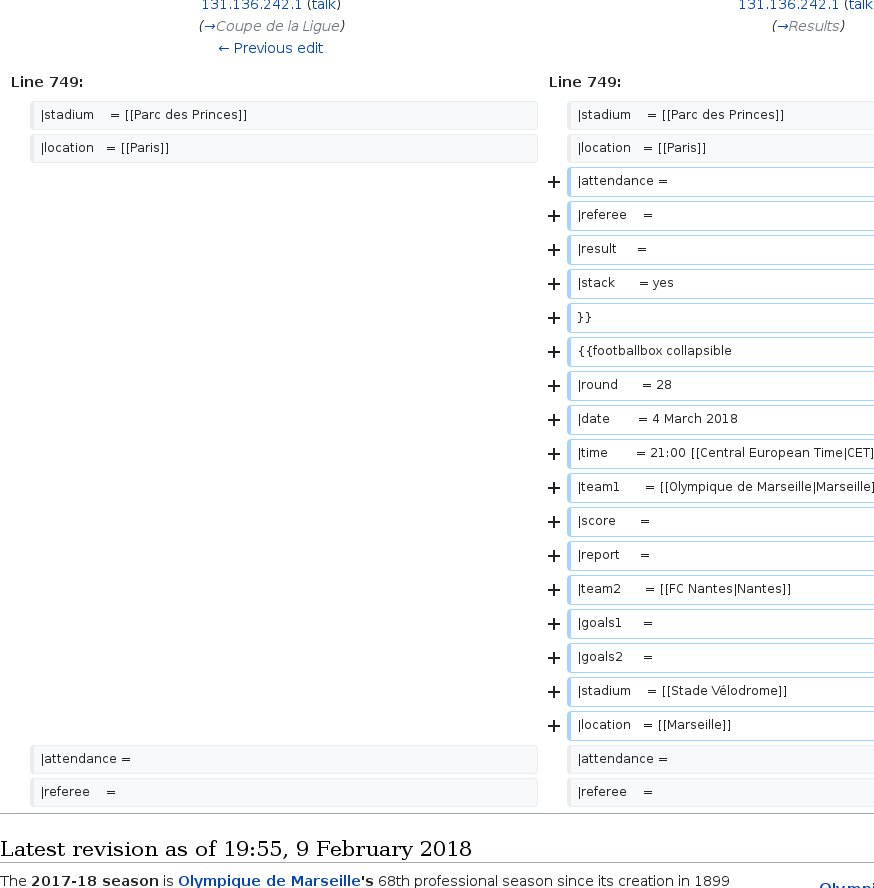 131.136.242.1 (talk)
(→Coupe de la Ligue)
← Previous edit
131.136.242.1 (talk
(→Results)
Line 749:
Line 749:
|stadium = [[Parc des Princes]]
|stadium = [[Parc des Princes]]
|location = [[Paris]]
|location = [[Paris]]
+ |attendance =
+ |referee =
+ |result =
+ |stack = yes
+ }}
+ {{footballbox collapsible
+ |round = 28
+ |date = 4 March 2018
+ |time = 21:00 [[Central European Time|CET]
+ |team1 = [[Olympique de Marseille|Marseille]
+ |score =
+ |report =
+ |team2 = [[FC Nantes|Nantes]]
+ |goals1 =
+ |goals2 =
+ |stadium = [[Stade Vélodrome]]
+ |location = [[Marseille]]
|attendance =
|attendance =
|referee =
|referee =
Latest revision as of 19:55, 9 February 2018
The 2017-18 season is Olympique de Marseille's 68th professional season since its creation in 1899